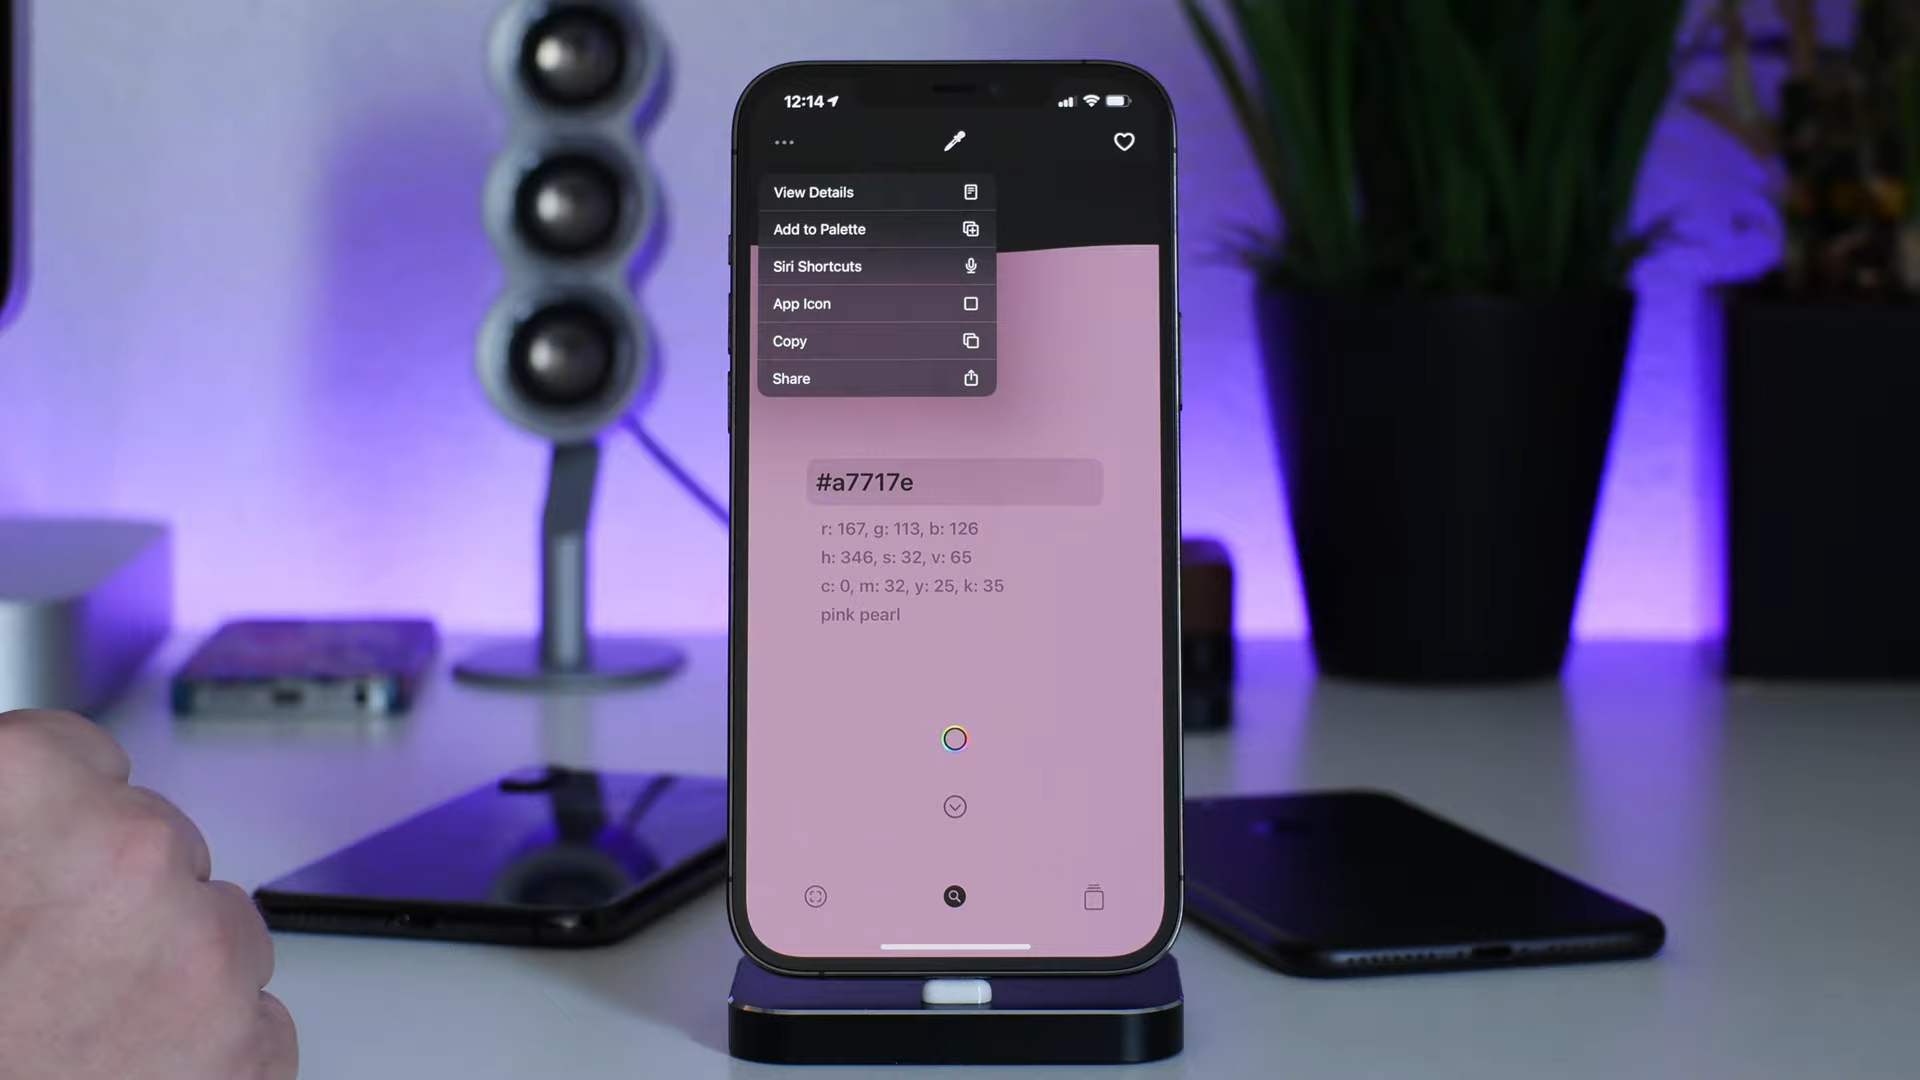 12:14
View Details
Add to Palette
Siri Shortcuts
App Icon
Copy
Share
#a7717e
r: 167, g: 113, b: 126
h: 346, s: 32, v: 65
c: 0, m: 32, y: 25, k: 35
pink pearl